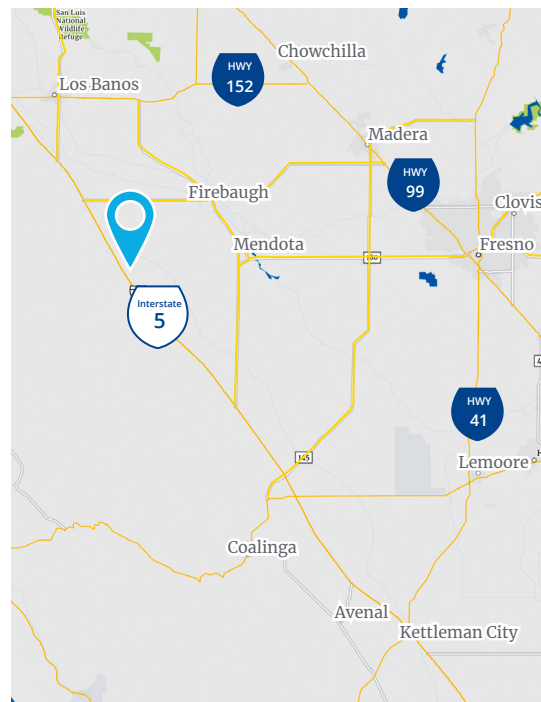 San Luis
National
Wildlife
Refuge
Chowchilla
HWY
152
Los Banos
Madera
HWY
99
Firebaugh
Clovis
Mendota
Fresno
180
Interstate
5
HWY
41
145
Lemoore
Coalinga
Avenal
Kettleman City